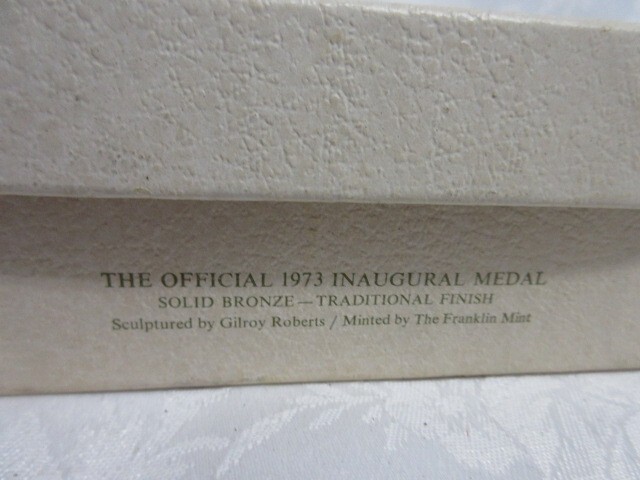 THE OFFICIAL 1973 INAUGURAL MEDAL
SOLID BRONZE — TRADITIONAL FINISH
Sculptured by Gilroy Roberts / Minted by The Franklin Mint